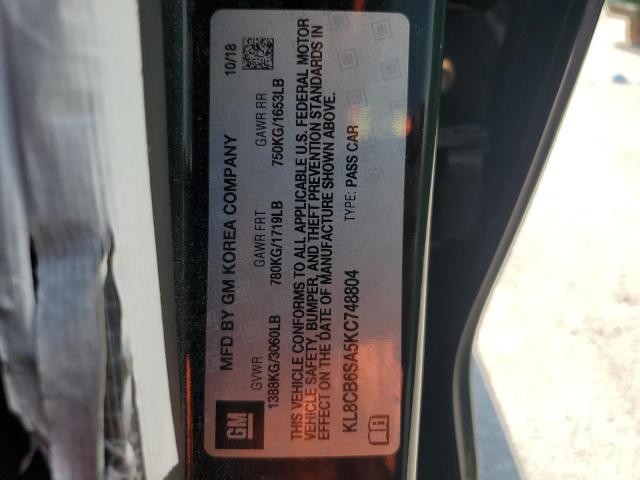 MFD BY GM KOREA COMPANY 10/18
GVWR GAWR FRT GAWR RR
1388KG/3060LB 780KG/1719LB 750KG/1653LB
THIS VEHICLE CONFORMS TO ALL APPLICABLE U.S. FEDERAL MOTOR
VEHICLE SAFETY, BUMPER, AND THEFT PREVENTION STANDARDS IN
EFFECT ON THE DATE OF MANUFACTURE SHOWN ABOVE.
KL8CB6SA5KC748804 TYPE: PASS CAR
GM